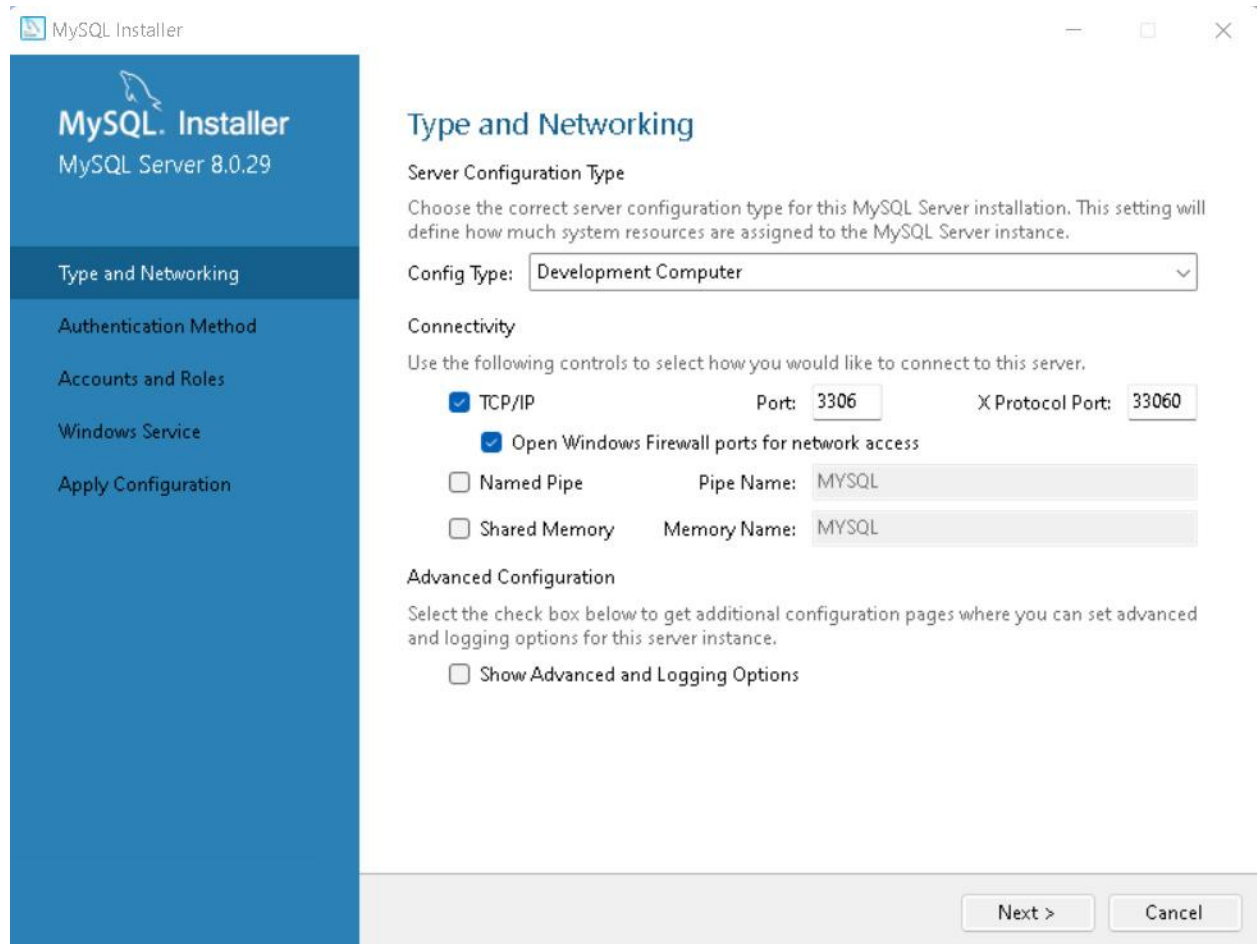 MySQL Installer
MySQL. Installer
MySQL Server 8.0.29
Type and Networking
Authentication Method
Accounts and Roles
Windows Service
Apply Configuration
Type and Networking
Server Configuration Type
Choose the correct server configuration type for this MySQL Server installation. This setting will
define how much system resources are assigned to the MySQL Server instance.
Config Type: Development Computer
Connectivity
Use the following controls to select how you would like to connect to this server.
TCP/IP Port: 3306 X Protocol Port: 33060
Open Windows Firewall ports for network access
Named Pipe Pipe Name: MYSQL
Shared Memory Memory Name: MYSQL
Advanced Configuration
Select the check box below to get additional configuration pages where you can set advanced
and logging options for this server instance.
Show Advanced and Logging Options
Next > Cancel